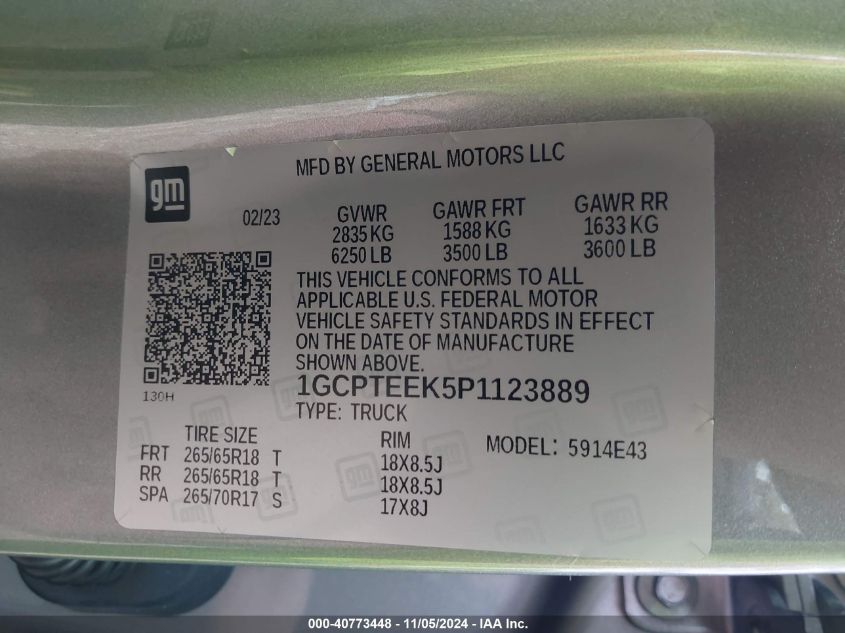 MFD BY GENERAL MOTORS LLC
gm
02/23
GVWR GAWR FRT GAWR RR
2835 KG 1588 KG 1633 KG
6250 LB 3500 LB 3600 LB
THIS VEHICLE CONFORMS TO ALL
APPLICABLE U.S. FEDERAL MOTOR
VEHICLE SAFETY STANDARDS IN EFFECT
ON THE DATE OF MANUFACTURE
SHOWN ABOVE.
130H
1GCPTEEK5P1123889
TYPE: TRUCK
TIRE SIZE RIM MODEL: 5914E43
FRT 265/65R18 T 18X8.5J
RR 265/65R18 T 18X8.5J
SPA 265/70R17 S 17X8J
000-40773448 - 11/05/2024 - IAA Inc.